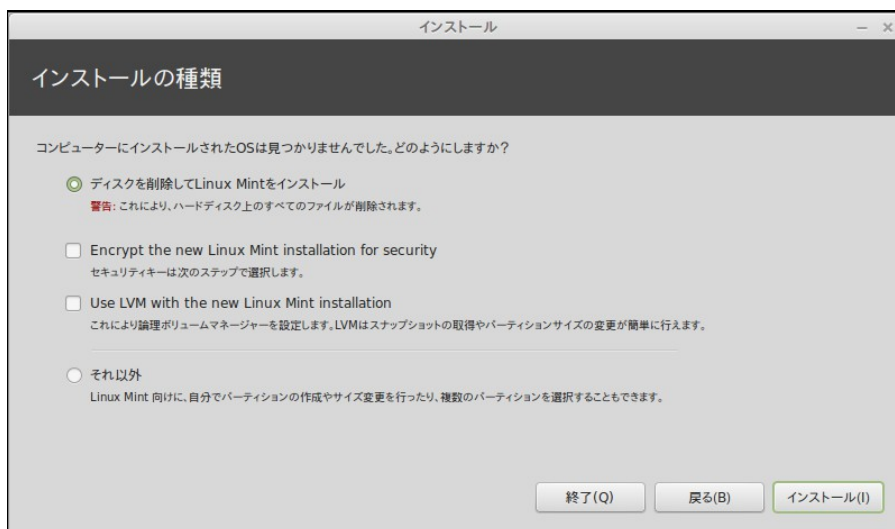 インストール
インストールの種類
コンピューターにインストールされたOSは見つかりませんでした。どのようにしますか？
ディスクを削除してLinux Mintをインストール
警告: これにより、ハードディスク上のすべてのファイルが削除されます。
Encrypt the new Linux Mint installation for security
セキュリティキーは次のステップで選択します。
Use LVM with the new Linux Mint installation
これにより論理ボリュームマネージャーを設定します。LVMはスナップショットの取得やパーティションサイズの変更が簡単に行えます。
それ以外
Linux Mint 向けに、自分でパーティションの作成やサイズ変更を行ったり、複数のパーティションを選択することもできます。
終了(Q) 戻る(B) インストール(I)